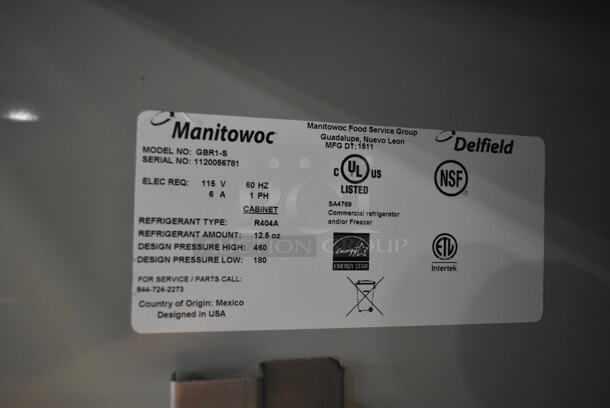 Manitowoc
MODEL NO: GBR1-S
SERIAL NO: 1120056781
ELEC REQ: 115 V 60 HZ
6 A 1 PH
CABINET
REFRIGERANT TYPE: R404A
REFRIGERANT AMOUNT: 12.5 oz
DESIGN PRESSURE HIGH: 460
DESIGN PRESSURE LOW: 180
FOR SERVICE / PARTS CALL:
844-724-2273
Country of Origin: Mexico
Designed in USA
Manitowoc Food Service Group
Guadalupe, Nuevo Leon
MFG DT: 1511
C UL US
LISTED
SA4769
Commercial refrigerator
and/or Freezer
energy
ENERGY STAR
Delfield
NSF
ETL
Intertek
GROUP